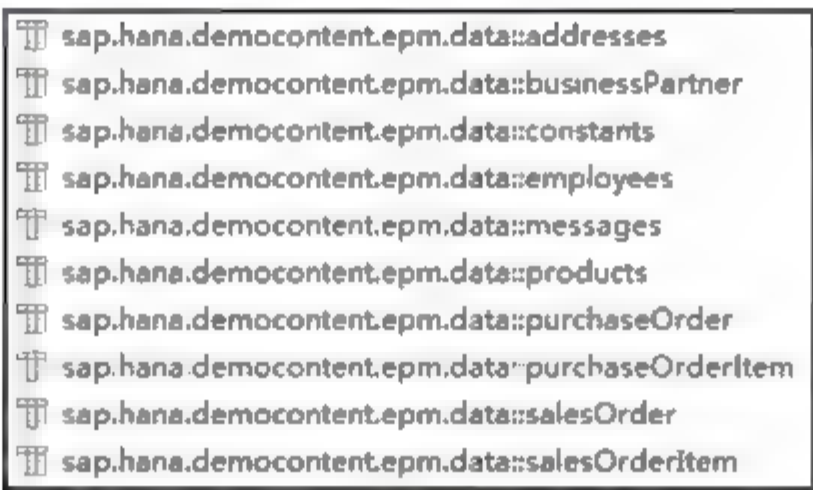 sap.hana.democontent.epm.data::addresses
sap.hana.democontent.epm.data::businessPartner
sap.hana.democontent.epm.data::constants
sap.hana.democontent.epm.data::employees
sap.hana.democontent.epm.data::messages
sap.hana.democontent.epm.data::products
sap.hana.democontent.epm.data::purchaseOrder
sap.hana.democontent.epm.data::purchaseOrderItem
sap.hana.democontent.epm.data::salesOrder
sap.hana.democontent.epm.data::salesOrderItem